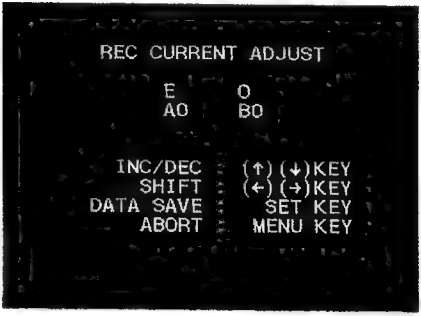 REC CURRENT ADJUST
E O
A0 B0
INC/DEC (↑)(↓)KEY
SHIFT (←)(→)KEY
DATA SAVE SET KEY
ABORT MENU KEY